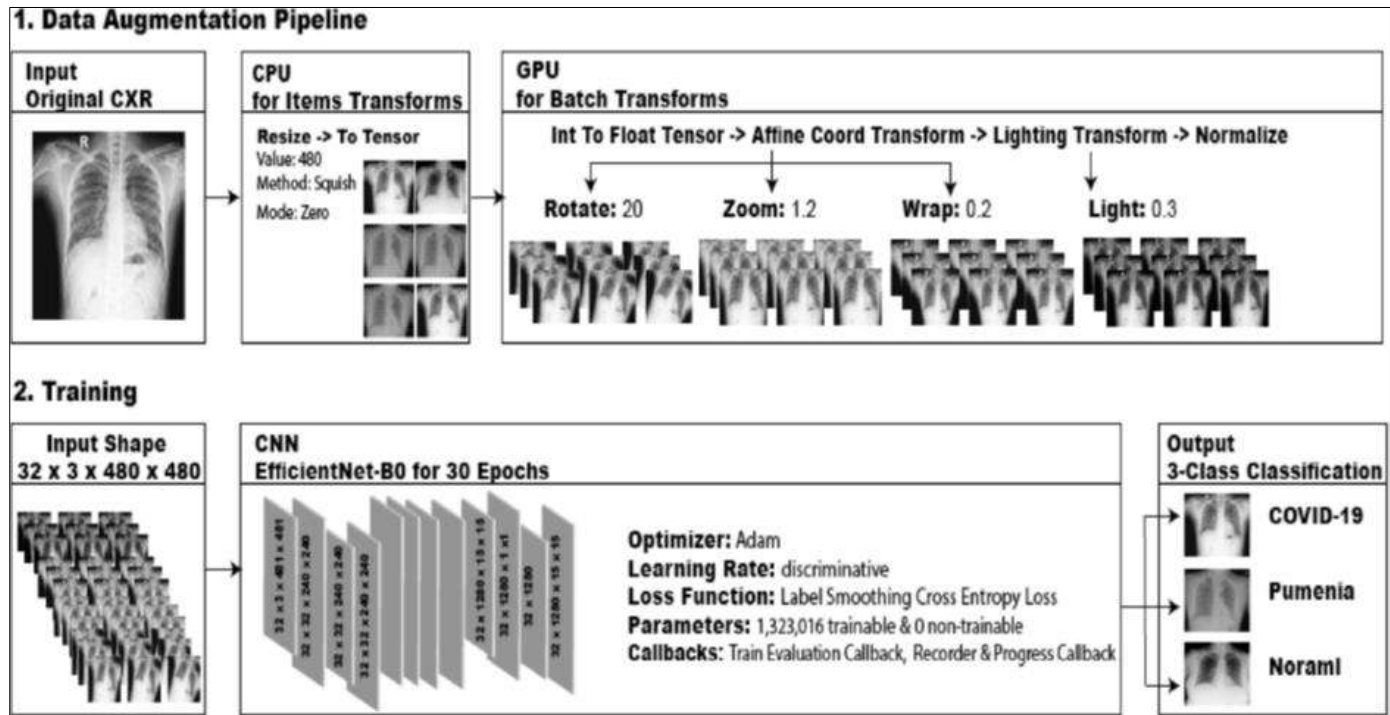 1. Data Augmentation Pipeline
Input
Original CXR
R
CPU
for Items Transforms
Resize -> To Tensor
Value: 480
Method: Squish
Mode: Zero
GPU
for Batch Transforms
Int To Float Tensor -> Affine Coord Transform -> Lighting Transform -> Normalize
Rotate: 20
Zoom: 1.2
Wrap: 0.2
Light: 0.3
2. Training
Input Shape
32 x 3 x 480 x 480
CNN
EfficientNet-B0 for 30 Epochs
32 x 3 x 481 x 481
32 x 32 x 240 x 240
32 x 32 x 240 x 240
32 x 32 x 240 x 240
32 x 1280 x 15 x 15
32 x 1280 x 1 x1
32 x 1280
32 x 1280 x 15 x 15
Optimizer: Adam
Learning Rate: discriminative
Loss Function: Label Smoothing Cross Entropy Loss
Parameters: 1,323,016 trainable & 0 non-trainable
Callbacks: Train Evaluation Callback, Recorder & Progress Callback
Output
3-Class Classification
COVID-19
Pumenia
Noraml